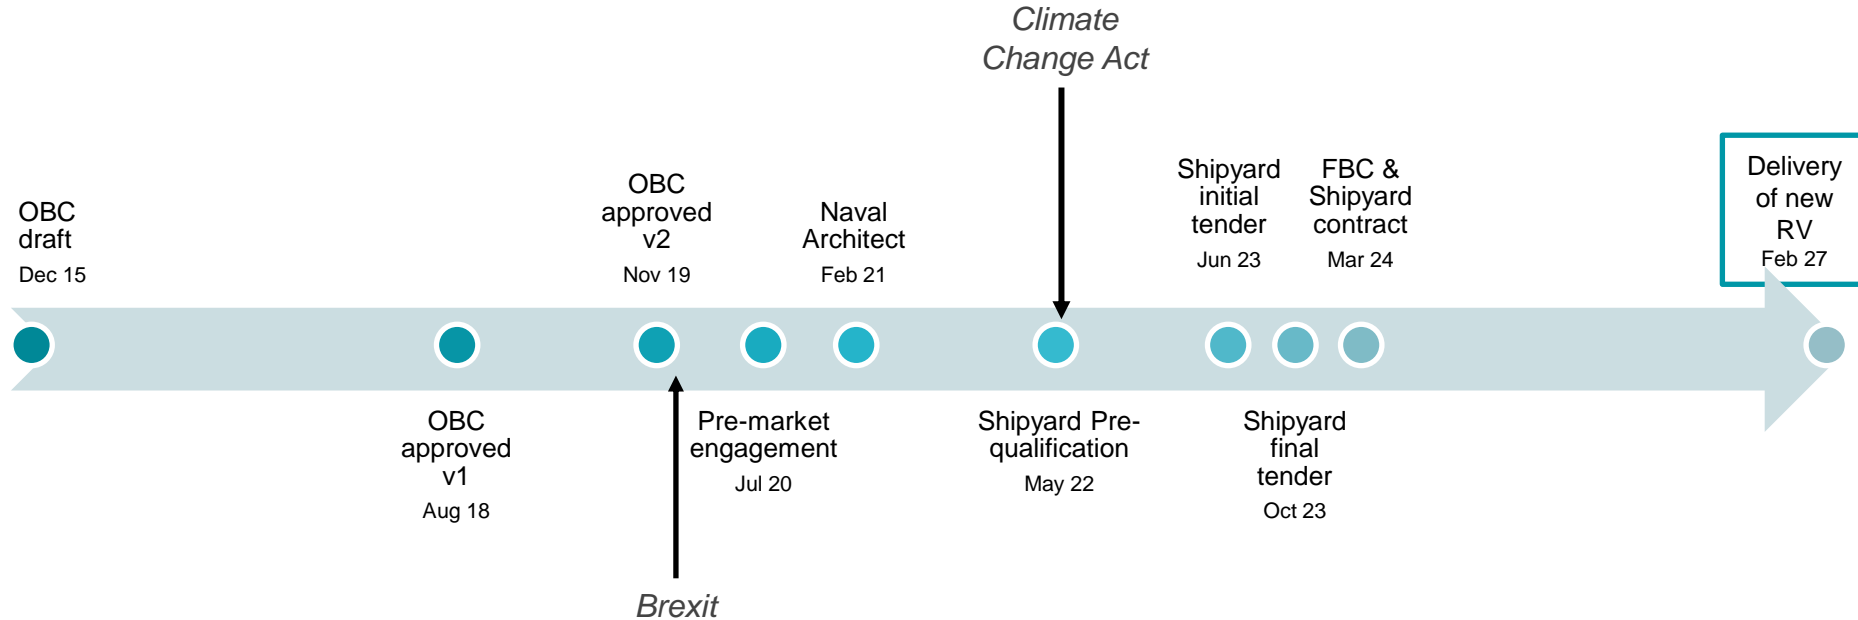 Climate
Change Act
OBC
draft
Dec 15
OBC
approved
v1
Aug 18
OBC
approved
v2
Nov 19
Brexit
Pre-market
engagement
Jul 20
Naval
Architect
Feb 21
Shipyard Pre-
qualification
May 22
Shipyard
initial
tender
Jun 23
Shipyard
final
tender
Oct 23
FBC &
Shipyard
contract
Mar 24
Delivery
of new
RV
Feb 27